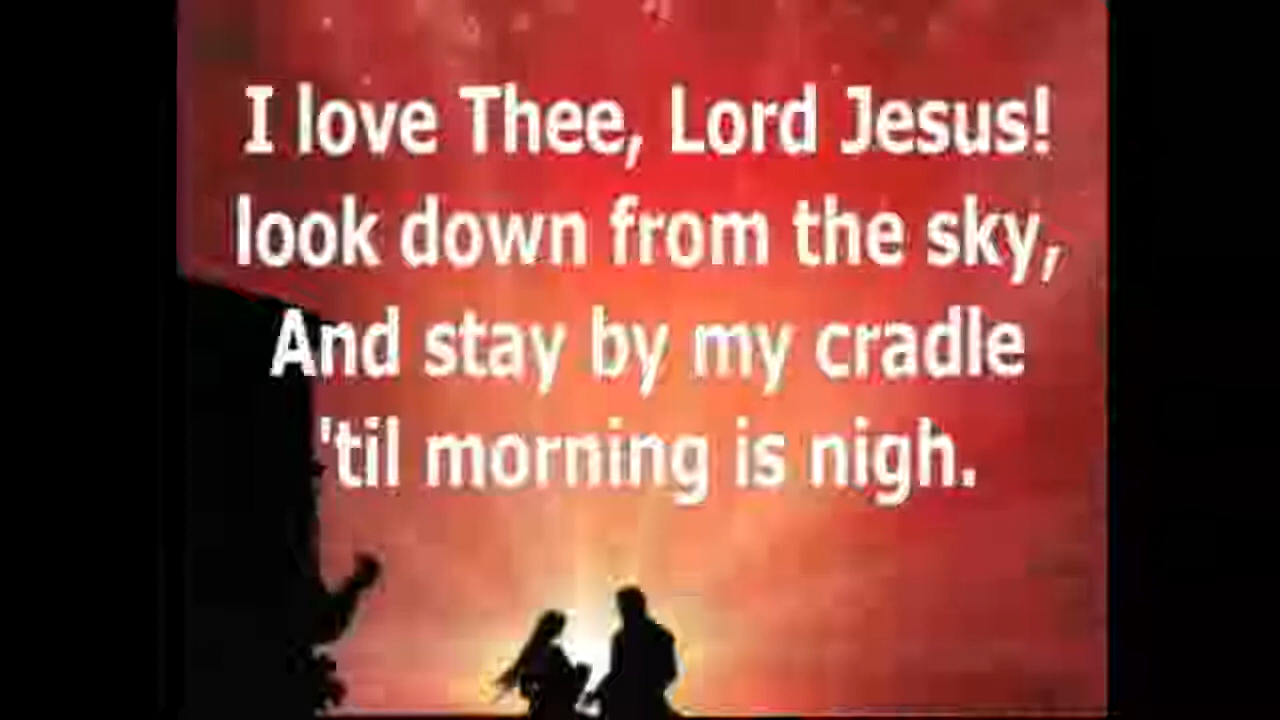 I love Thee, Lord Jesus!
look down from the sky,
And stay by my cradle
'til morning is nigh.